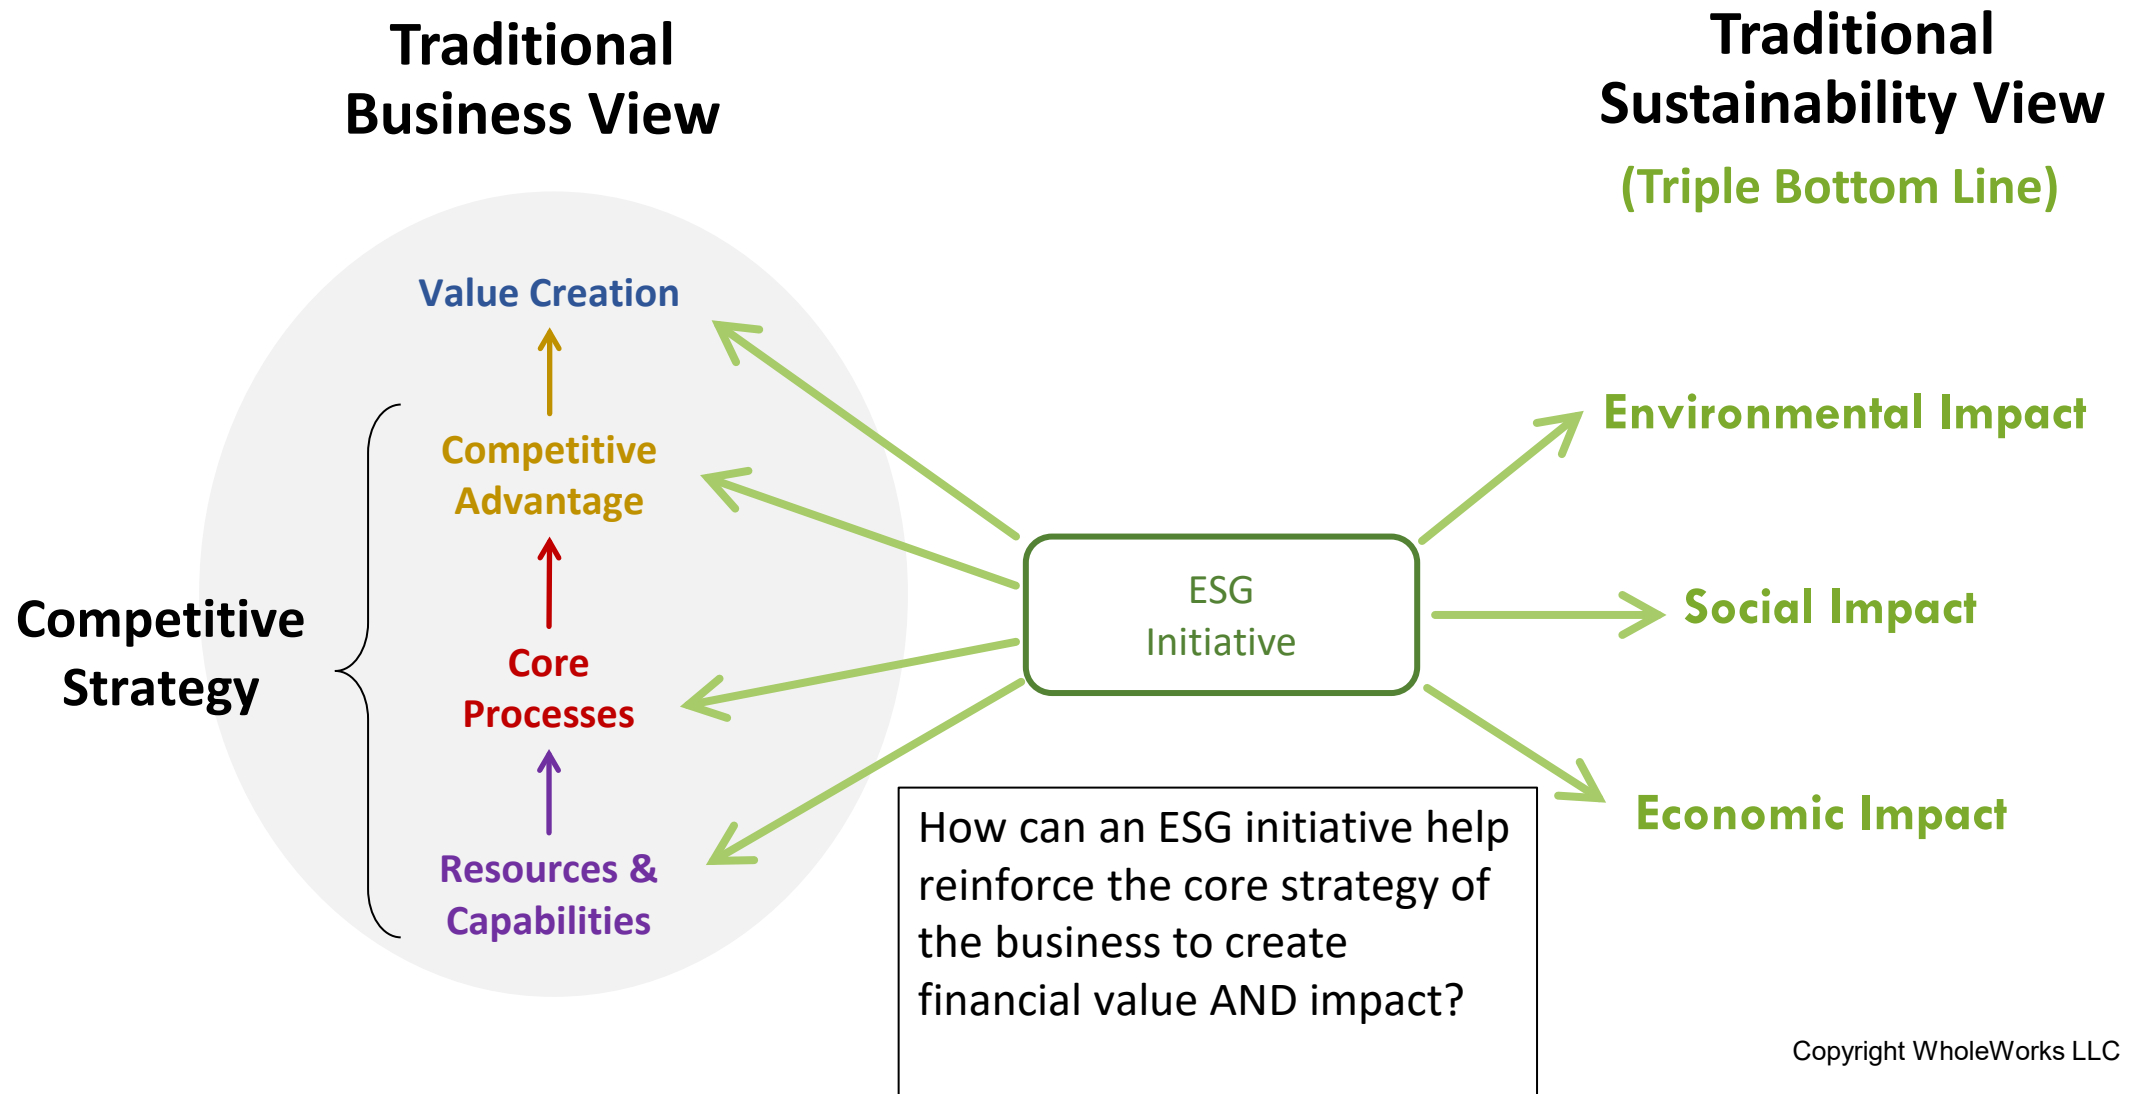 Traditional
Business View
Traditional
Sustainability View
(Triple Bottom Line)
Value Creation
Competitive
Advantage
Core
Processes
Resources &
Capabilities
Competitive
Strategy
ESG
Initiative
Environmental Impact
Social Impact
Economic Impact
How can an ESG initiative help
reinforce the core strategy of
the business to create
financial value AND impact?
Copyright WholeWorks LLC